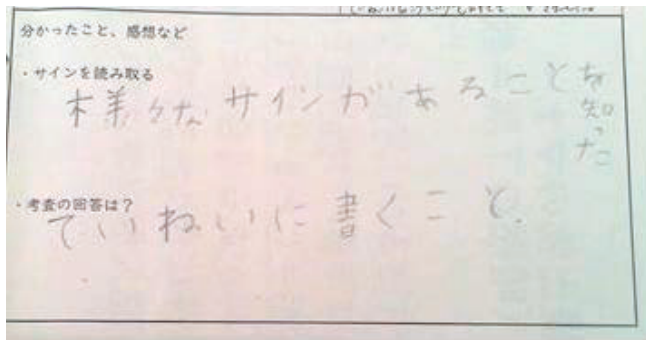 分かったこと、感想など
・サインを読み取る
様々なサインがあることを知った
・考査の回答は？
ていねいに書くこと.